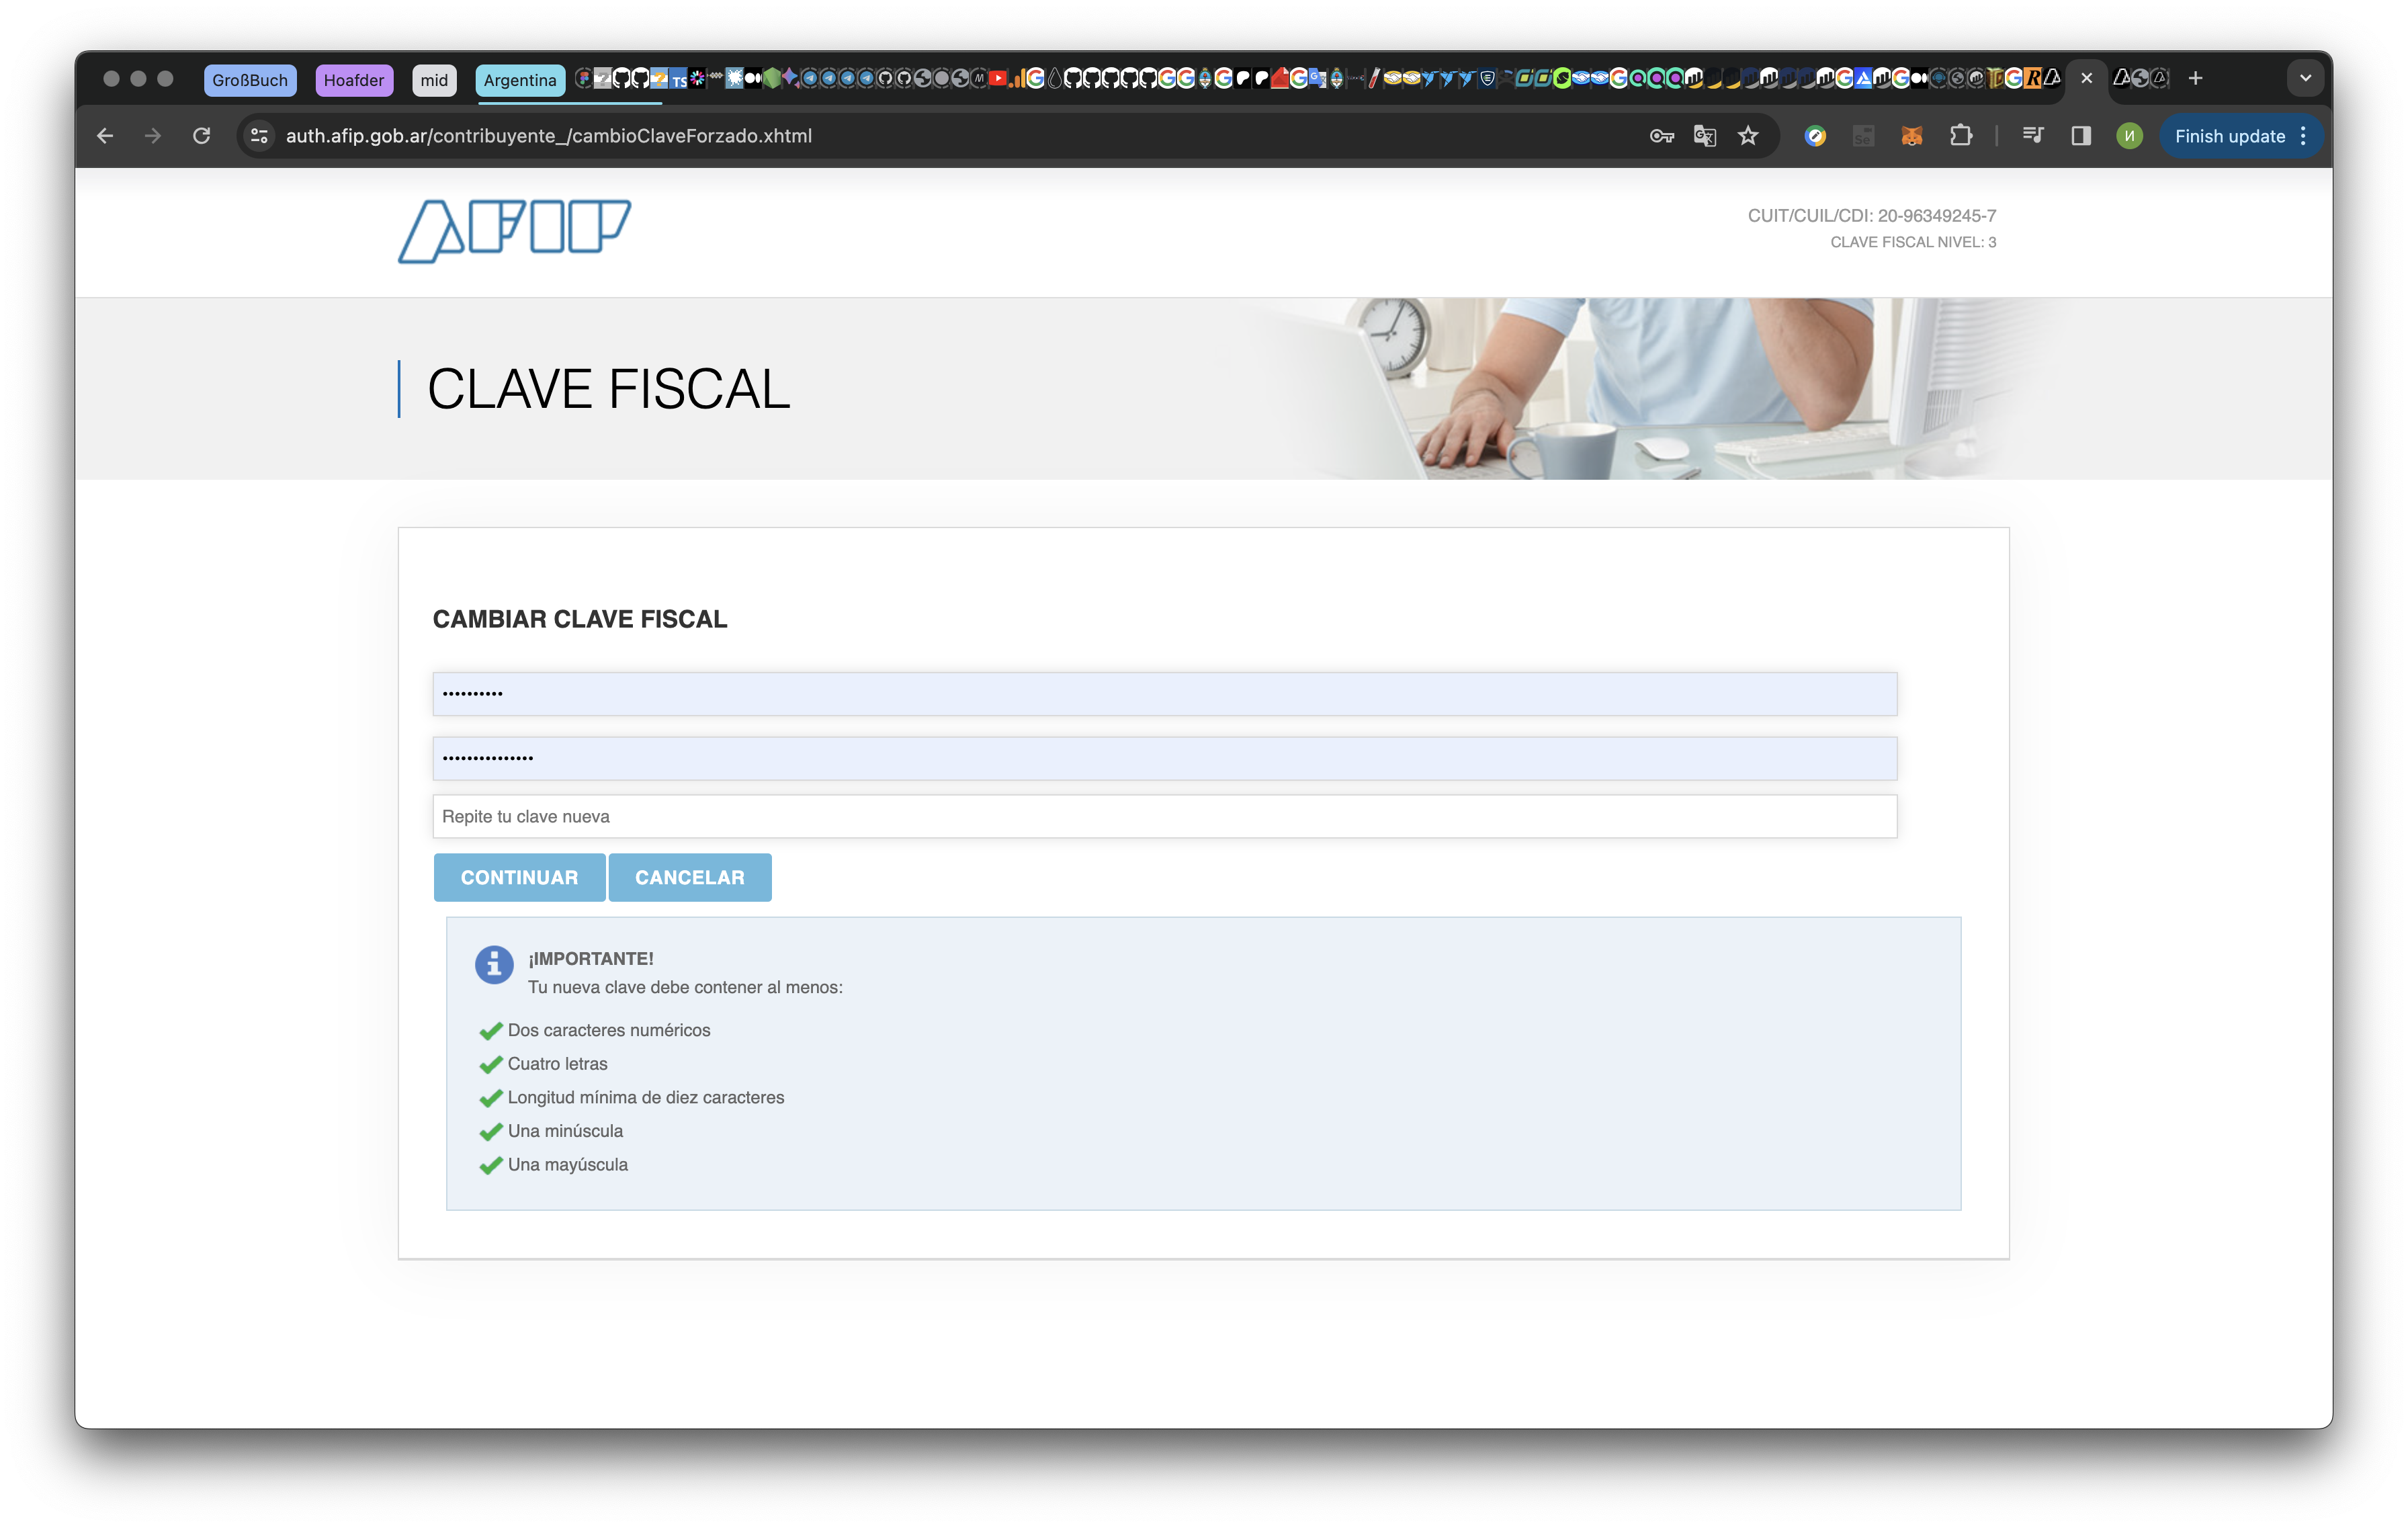 GroßBuch
Hoafder
mid
Argentina
auth.afip.gob.ar/contribuyente_/cambioClaveForzado.xhtml
Finish update
AFIP
CUIT/CUIL/CDI: 20-96349245-7
CLAVE FISCAL NIVEL: 3
CLAVE FISCAL
CAMBIAR CLAVE FISCAL
••••••••••
•••••••••••••••
Repite tu clave nueva
CONTINUAR
CANCELAR
¡IMPORTANTE!
Tu nueva clave debe contener al menos:
Dos caracteres numéricos
Cuatro letras
Longitud mínima de diez caracteres
Una minúscula
Una mayúscula